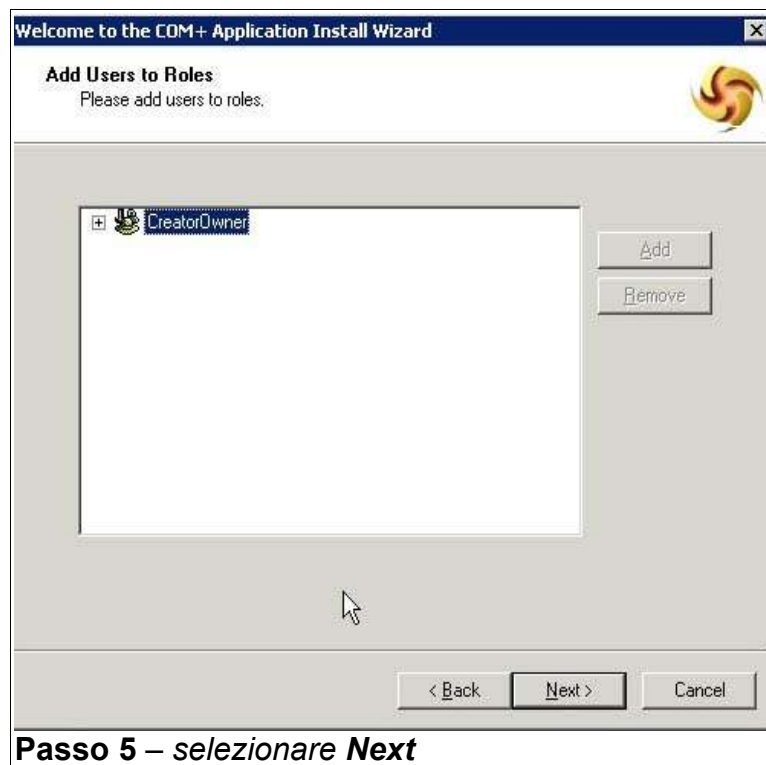 Welcome to the COM+ Application Install Wizard
Add Users to Roles
Please add users to roles.
CreatorOwner
Add
Remove
< Back
Next >
Cancel
Passo 5 – selezionare Next